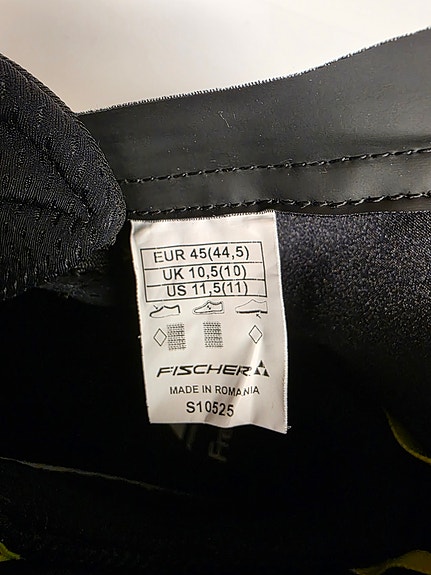 EUR 45(44,5)
UK 10,5(10)
US 11,5(11)
FISCHER
MADE IN ROMANIA
S10525